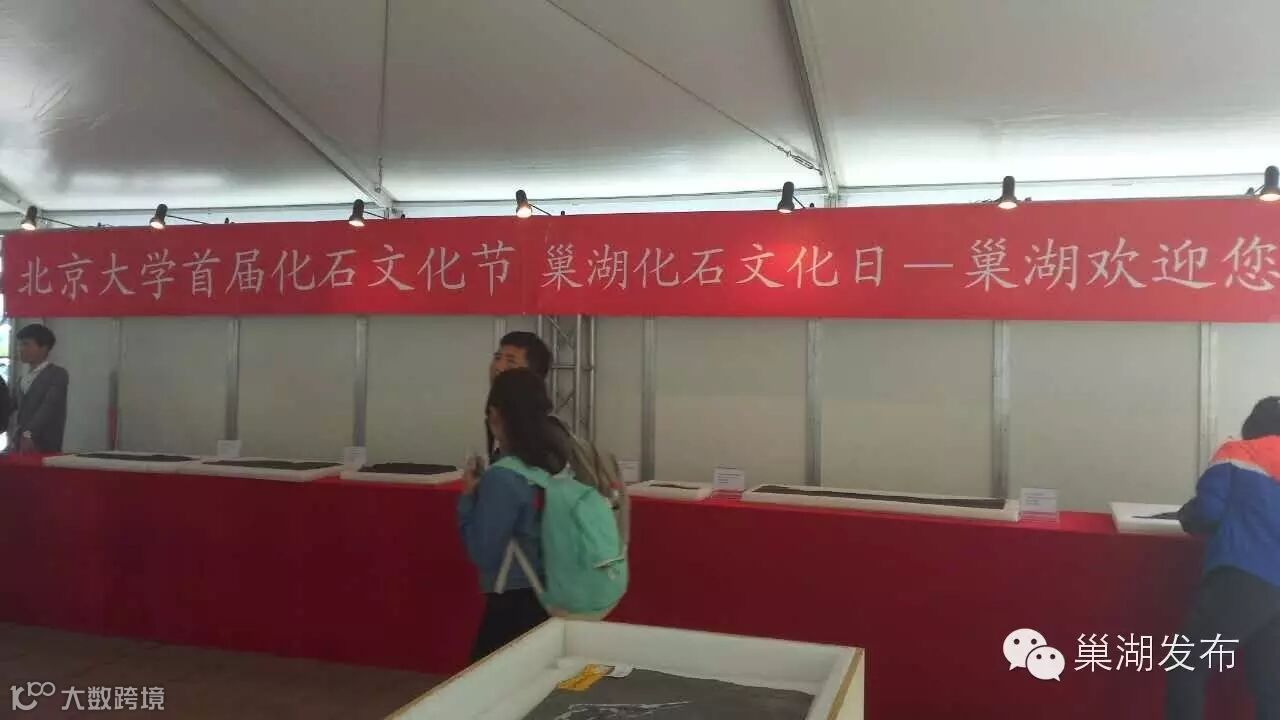 北京大学首届化石文化节 巢湖化石文化日—巢湖欢迎您
巢湖发布
大数跨境